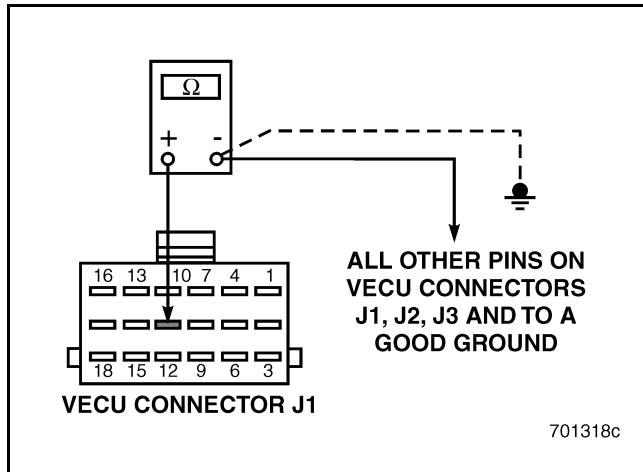 Ω
+ -
16 13 10 7 4 1
18 15 12 9 6 3
VECU CONNECTOR J1
ALL OTHER PINS ON
VECU CONNECTORS
J1, J2, J3 AND TO A
GOOD GROUND
701318c